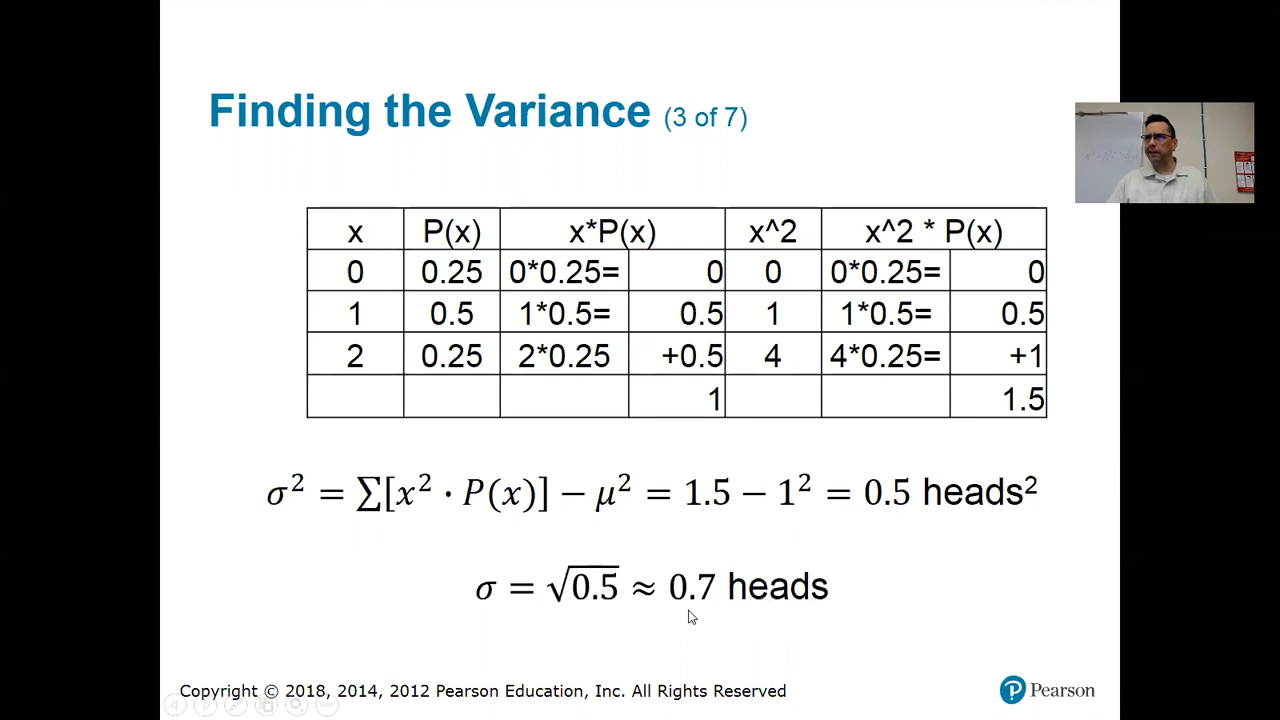 Finding the Variance (3 of 7)
x P(x) x*P(x) x^2 x^2 * P(x)
0 0.25 0*0.25= 0 0 0*0.25= 0
1 0.5 1*0.5= 0.5 1 1*0.5= 0.5
2 0.25 2*0.25 +0.5 4 4*0.25= +1
1 1.5
σ² = ∑[x² · P(x)] − μ² = 1.5 − 1² = 0.5 heads²
σ = √0.5 ≈ 0.7 heads
Copyright © 2018, 2014, 2012 Pearson Education, Inc. All Rights Reserved
P Pearson